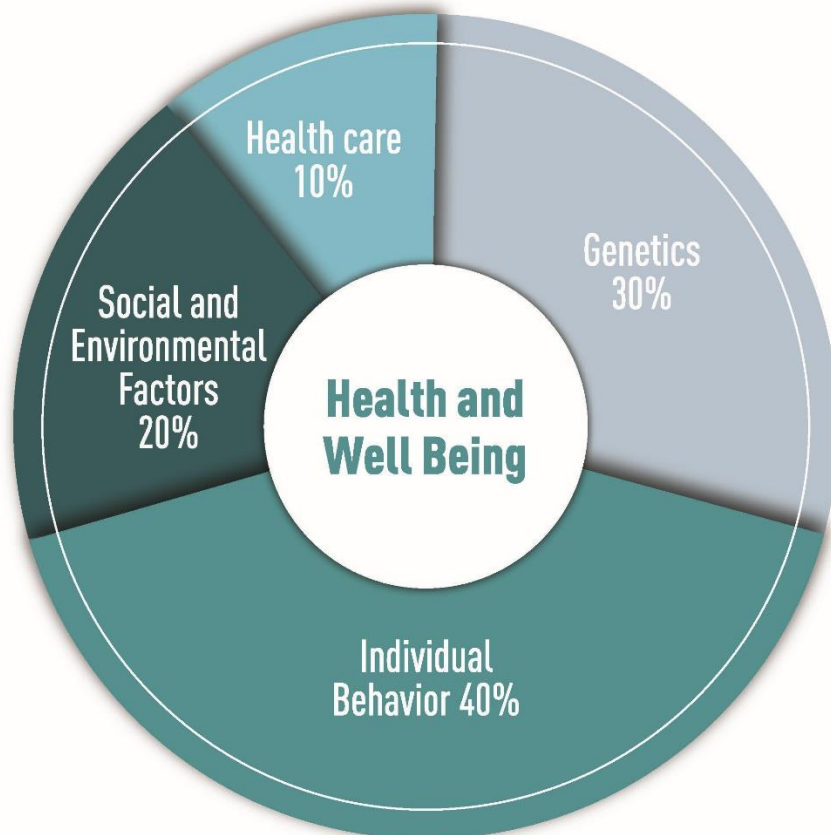 Health care
10%
Genetics
30%
Social and
Environmental
Factors
20%
Health and
Well Being
Individual
Behavior 40%